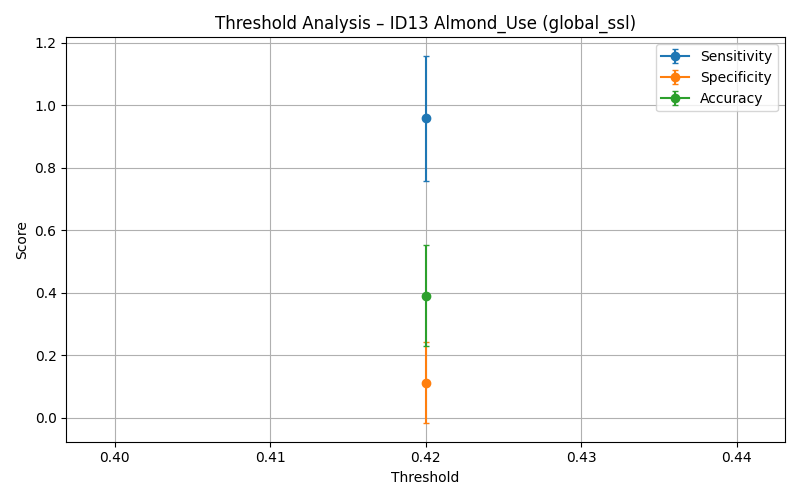 Threshold Analysis – ID13 Almond_Use (global_ssl)
Sensitivity
Specificity
Accuracy
Score
1.2
1.0
0.8
0.6
0.4
0.2
0.0
0.40 0.41 0.42 0.43 0.44
Threshold